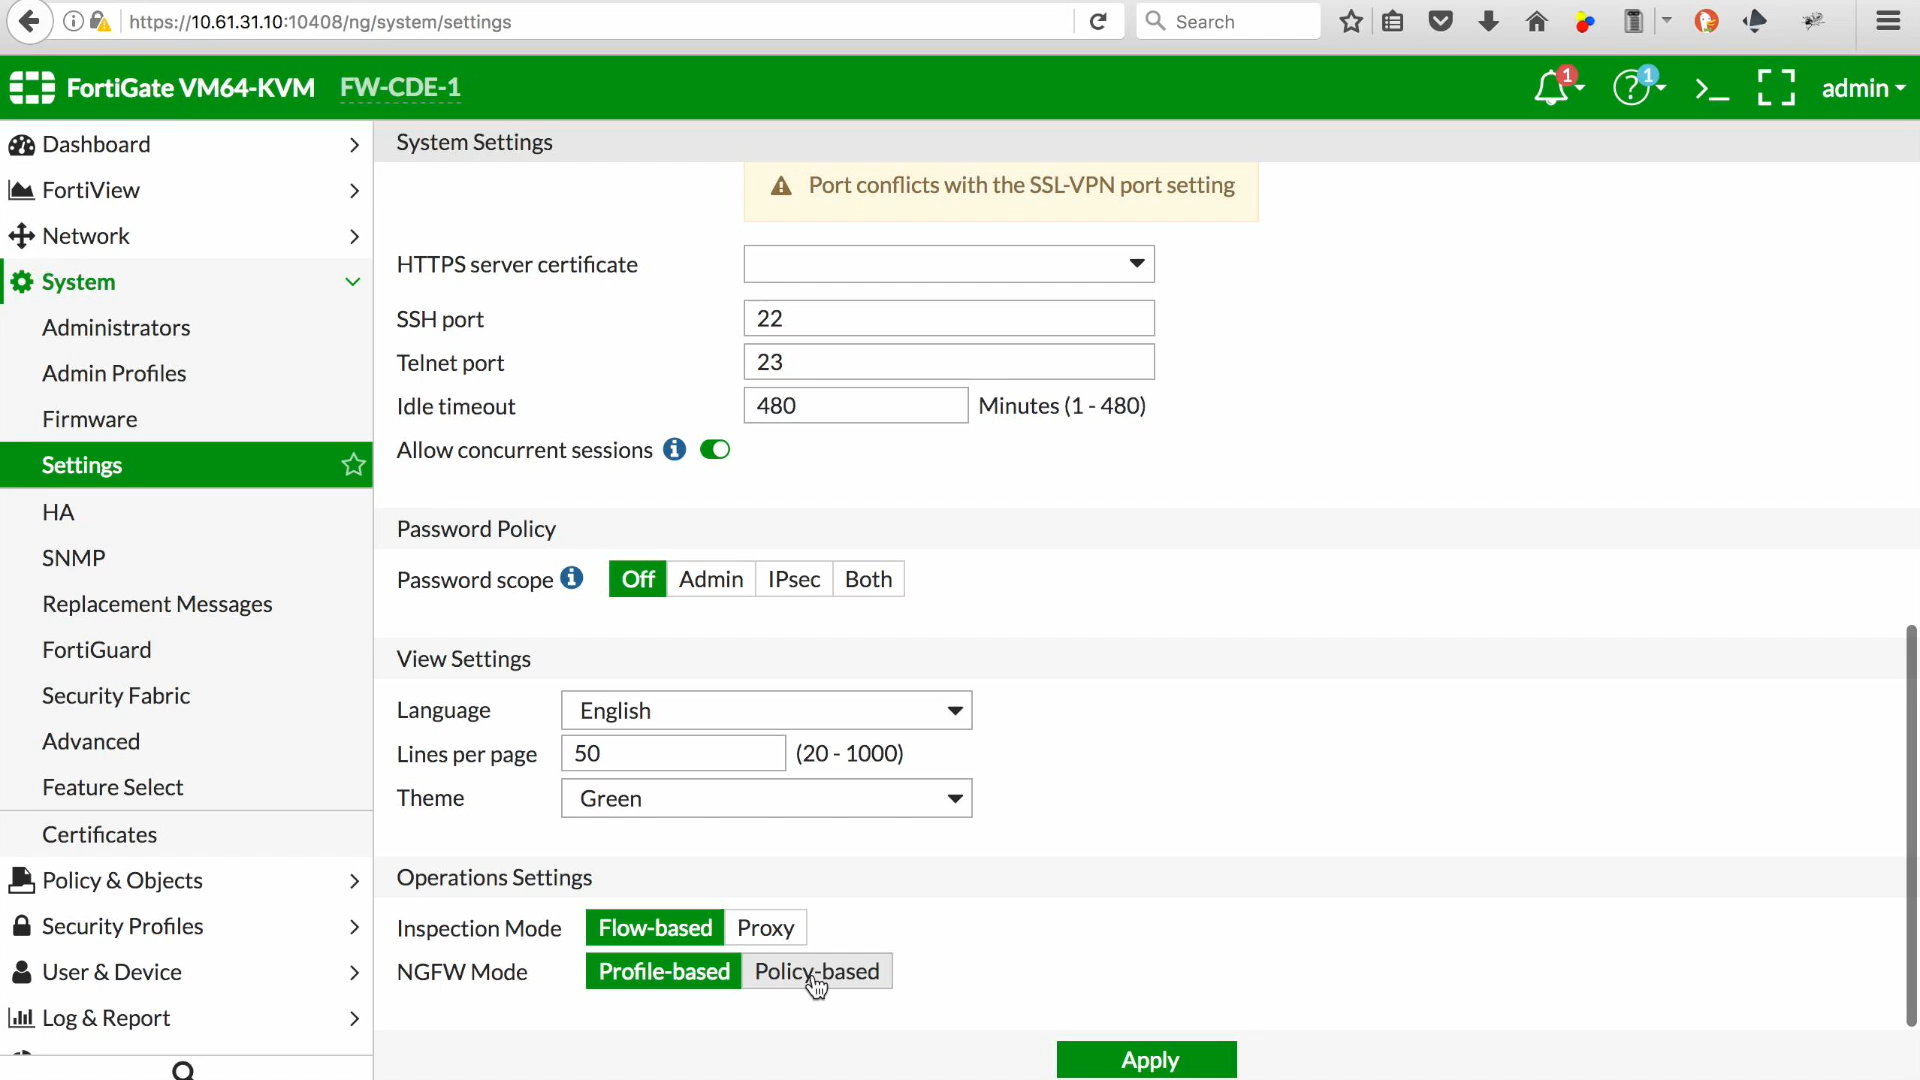 https://10.61.31.10:10408/ng/system/settings
Search
FortiGate VM64-KVM FW-CDE-1
1
1
admin
Dashboard
FortiView
Network
System
Administrators
Admin Profiles
Firmware
Settings
HA
SNMP
Replacement Messages
FortiGuard
Security Fabric
Advanced
Feature Select
Certificates
Policy & Objects
Security Profiles
User & Device
Log & Report
System Settings
Port conflicts with the SSL-VPN port setting
HTTPS server certificate
SSH port 22
Telnet port 23
Idle timeout 480 Minutes (1 - 480)
Allow concurrent sessions
Password Policy
Password scope Off Admin IPsec Both
View Settings
Language English
Lines per page 50 (20 - 1000)
Theme Green
Operations Settings
Inspection Mode Flow-based Proxy
NGFW Mode Profile-based Policy-based
Apply